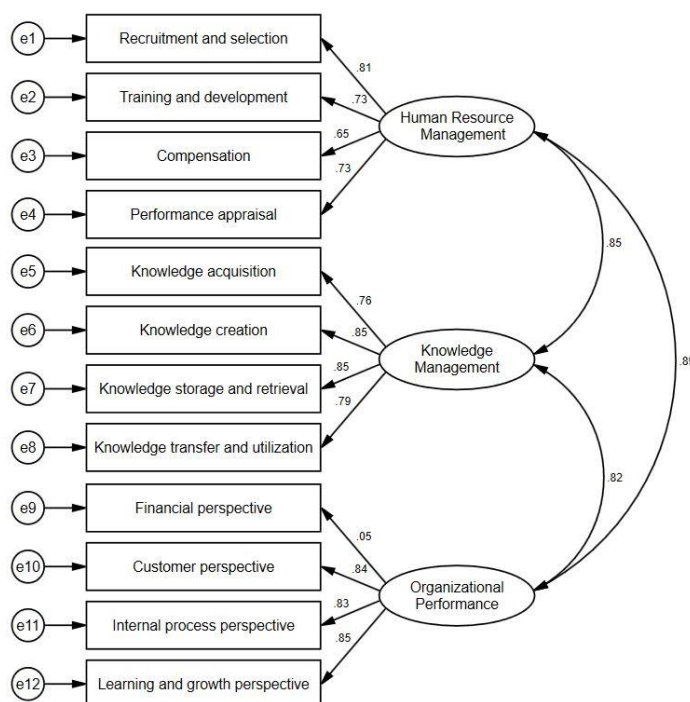 e1
Recruitment and selection
.81
e2
Training and development
.73
Human Resource
Management
e3
Compensation
.65
e4
Performance appraisal
.73
.85
e5
Knowledge acquisition
.76
e6
Knowledge creation
.85
Knowledge
Management
e7
Knowledge storage and retrieval
.85
e8
Knowledge transfer and utilization
.79
.82
e9
Financial perspective
.05
e10
Customer perspective
.84
Organizational
Performance
e11
Internal process perspective
.83
e12
Learning and growth perspective
.85